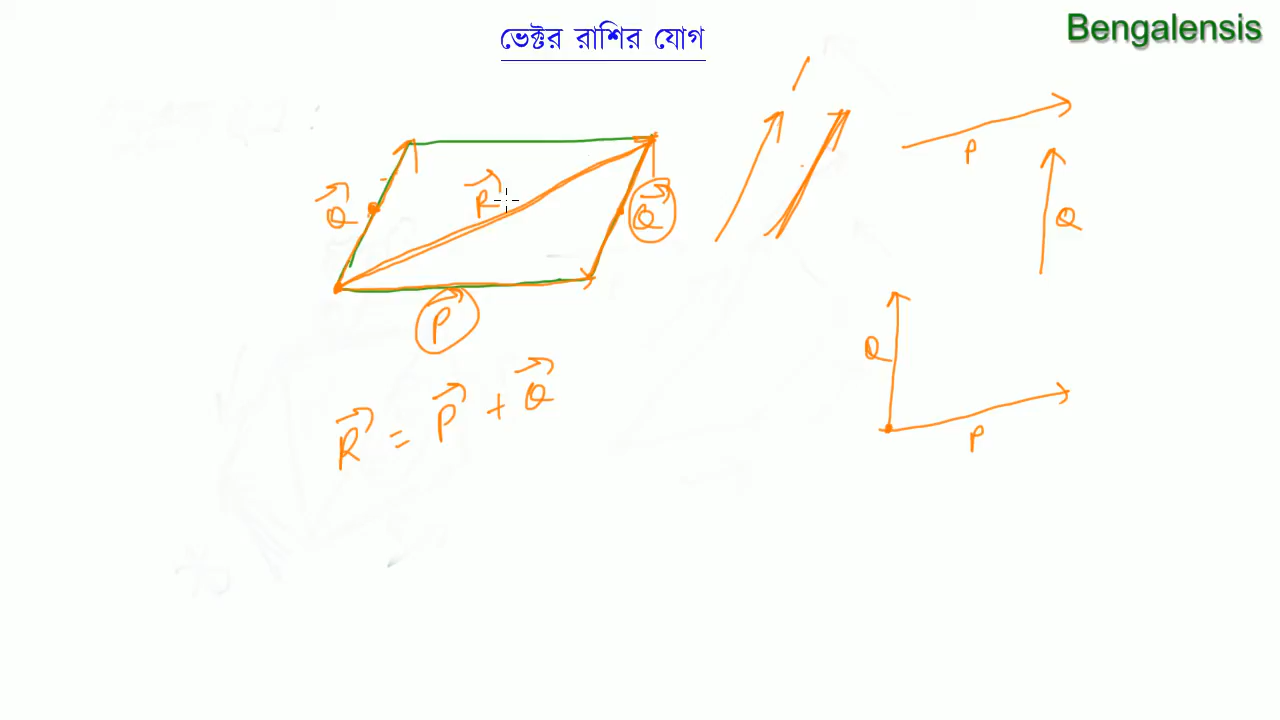 ভেক্টর রাশির যোগ
Bengalensis
Q⃗
R⃗
Q⃗
P⃗
R⃗ = P⃗ + Q⃗
P
Q
Q
P